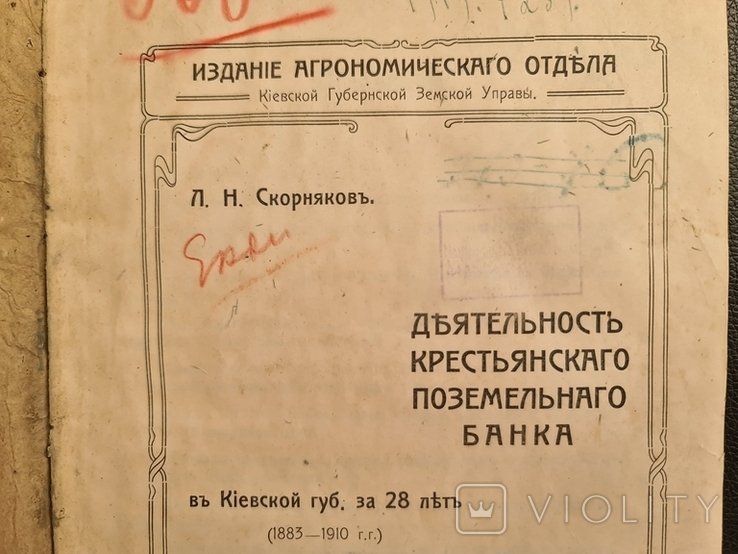 ИЗДАНІЕ АГРОНОМИЧЕСКАГО ОТДѢЛА
Кіевской Губернской Земской Управы.
Л. Н. Скорняковъ.
ДѢЯТЕЛЬНОСТЬ
КРЕСТЬЯНСКАГО
ПОЗЕМЕЛЬНАГО
БАНКА
въ Кіевской губ. за 28 лѣтъ
(1883—1910 г.г.)
VIOLITY